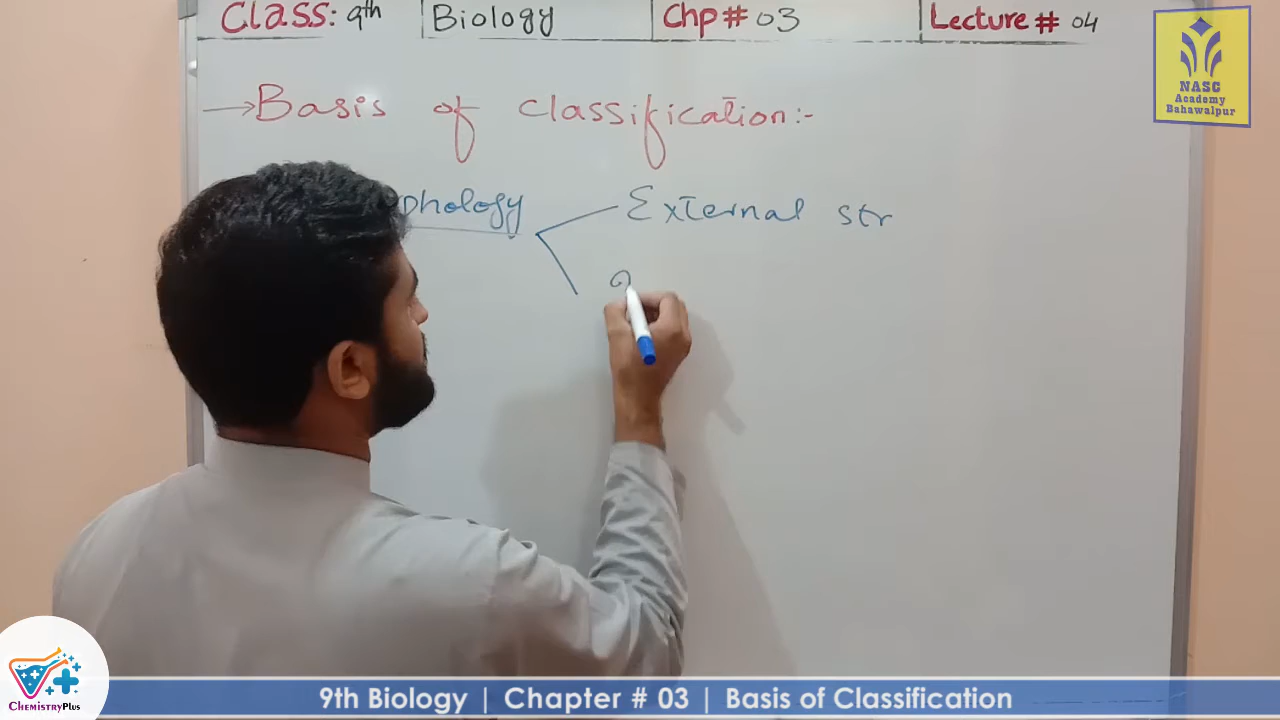 Class: 9th Biology Chp # 03 Lecture # 04
→ Basis of classification:-
phology External str
NASC
Academy
Bahawalpur
ChemistryPlus
9th Biology | Chapter # 03 | Basis of Classification